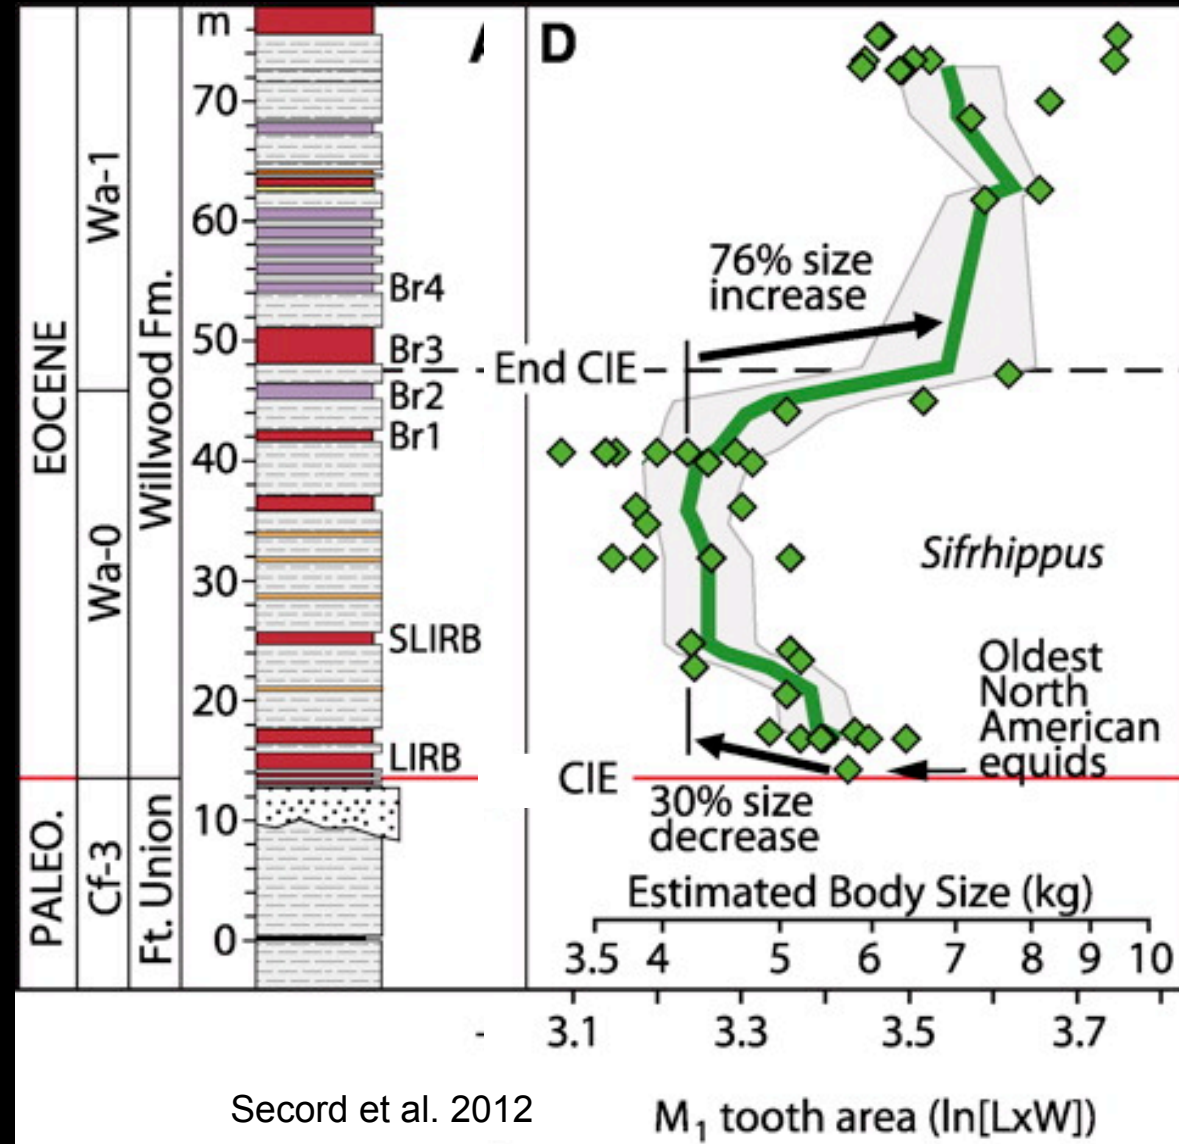 EOCENE
PALEO.
Wa-1
Wa-0
Cf-3
Willwood Fm.
Ft. Union
m
70
60
50
40
30
20
10
0
Br4
Br3
Br2
Br1
SLIRB
LIRB
D
76% size
increase
End CIE
Sifrhippus
Oldest
North
American
equids
CIE
30% size
decrease
Estimated Body Size (kg)
3.5 4 5 6 7 8 9 10
3.1 3.3 3.5 3.7
M₁ tooth area (ln[LxW])
Secord et al. 2012